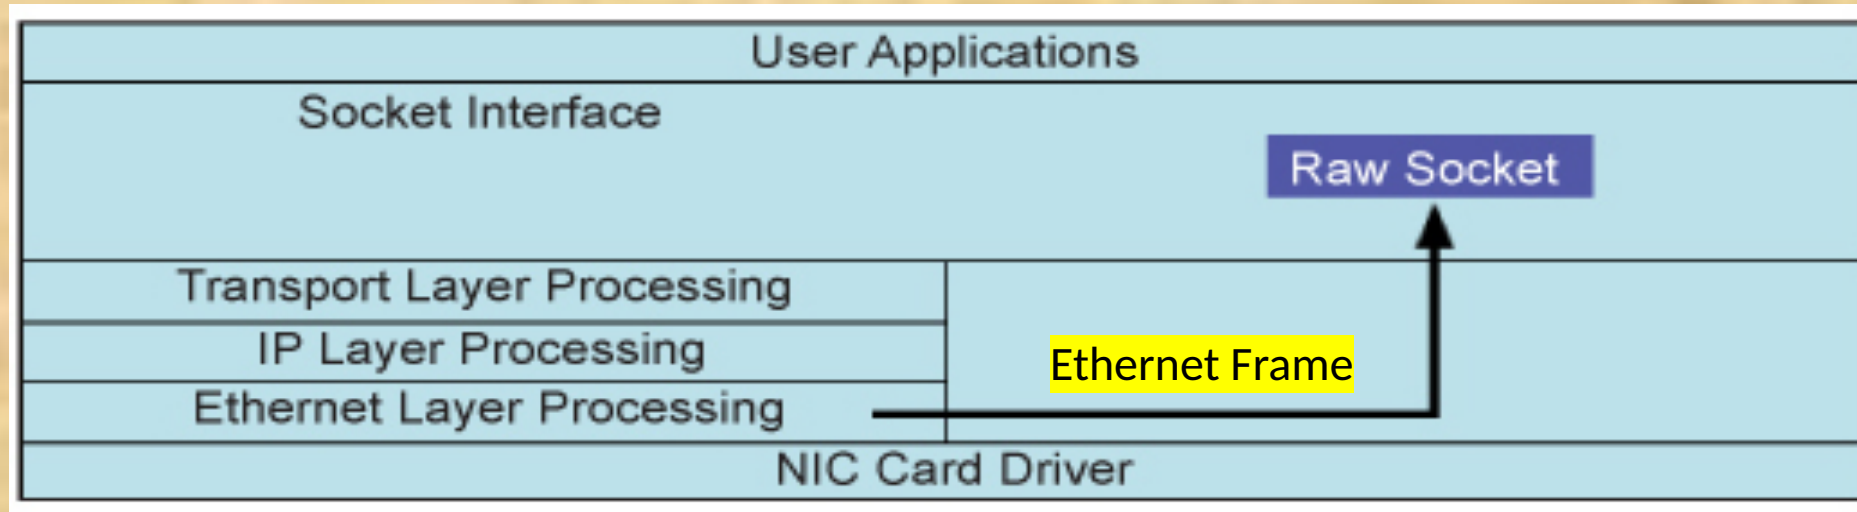 User Applications
Socket Interface
Raw Socket
Transport Layer Processing
IP Layer Processing
Ethernet Frame
Ethernet Layer Processing
NIC Card Driver